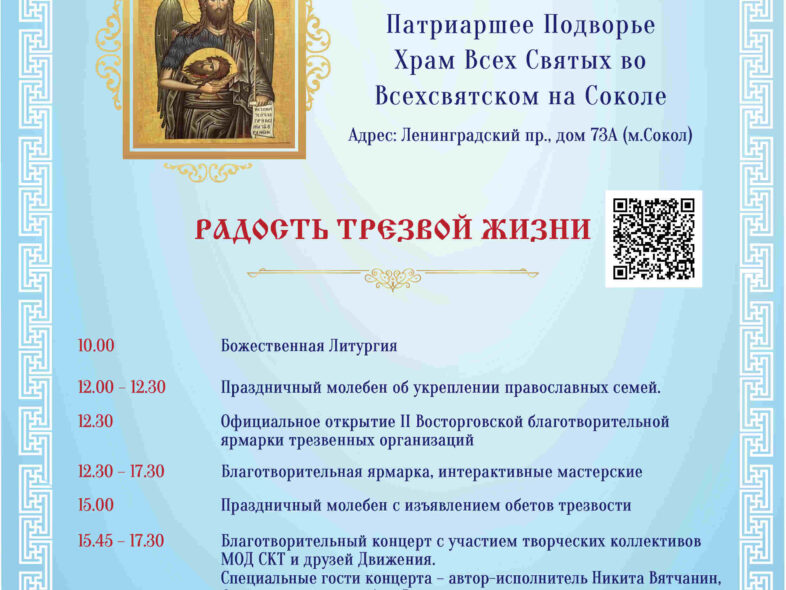 Патриаршее Подворье
Храм Всех Святых во
Всехсвятском на Соколе
Адрес: Ленинградский пр., дом 73А (м.Сокол)
РАДОСТЬ ТРЕЗВОЙ ЖИЗНИ
10.00 Божественная Литургия
12.00 – 12.30 Праздничный молебен об укреплении православных семей.
12.30 Официальное открытие II Восторговской благотворительной
ярмарки трезвенных организаций
12.30 – 17.30 Благотворительная ярмарка, интерактивные мастерские
15.00 Праздничный молебен с изъявлением обетов трезвости
15.45 – 17.30 Благотворительный концерт с участием творческих коллективов
МОД СКТ и друзей Движения.
Специальные гости концерта – автор-исполнитель Никита Вятчанин,